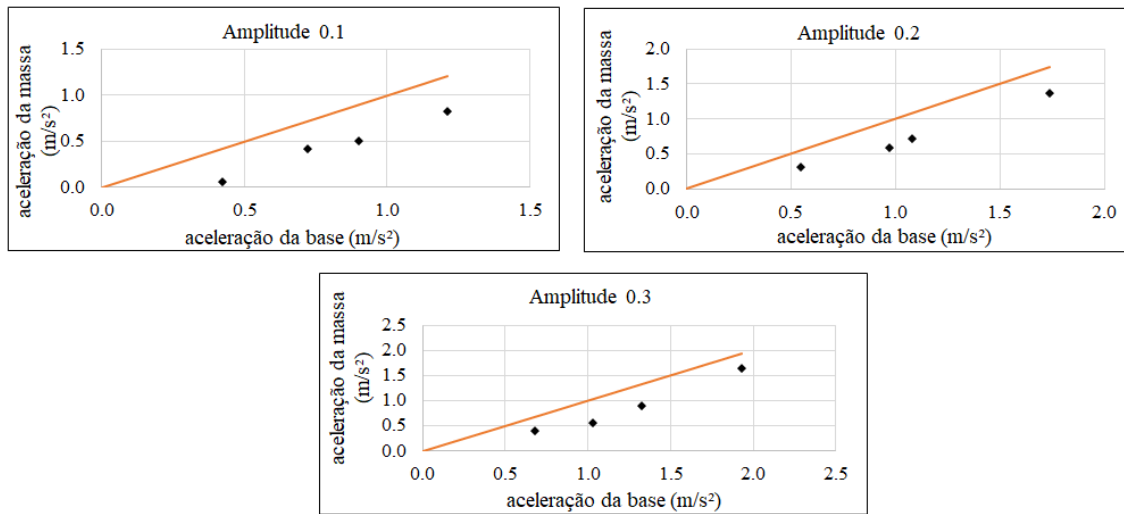 Amplitude 0.1
aceleração da massa
(m/s²)
1.5
1.0
0.5
0.0
0.0 0.5 1.0 1.5
aceleração da base (m/s²)
Amplitude 0.2
aceleração da massa
(m/s²)
2.0
1.5
1.0
0.5
0.0
0.0 0.5 1.0 1.5 2.0
aceleração da base (m/s²)
Amplitude 0.3
aceleração da massa
(m/s²)
2.5
2.0
1.5
1.0
0.5
0.0
0.0 0.5 1.0 1.5 2.0 2.5
aceleração da base (m/s²)